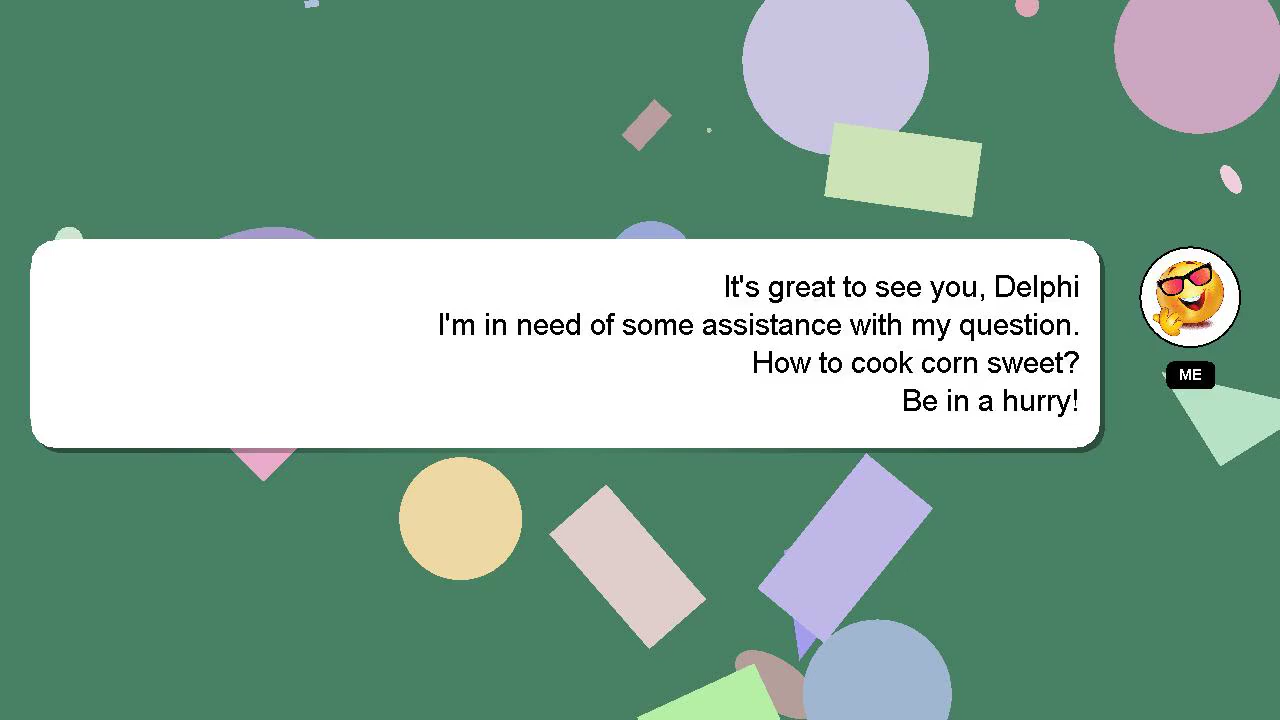 It's great to see you, Delphi
I'm in need of some assistance with my question.
How to cook corn sweet?
Be in a hurry!
ME